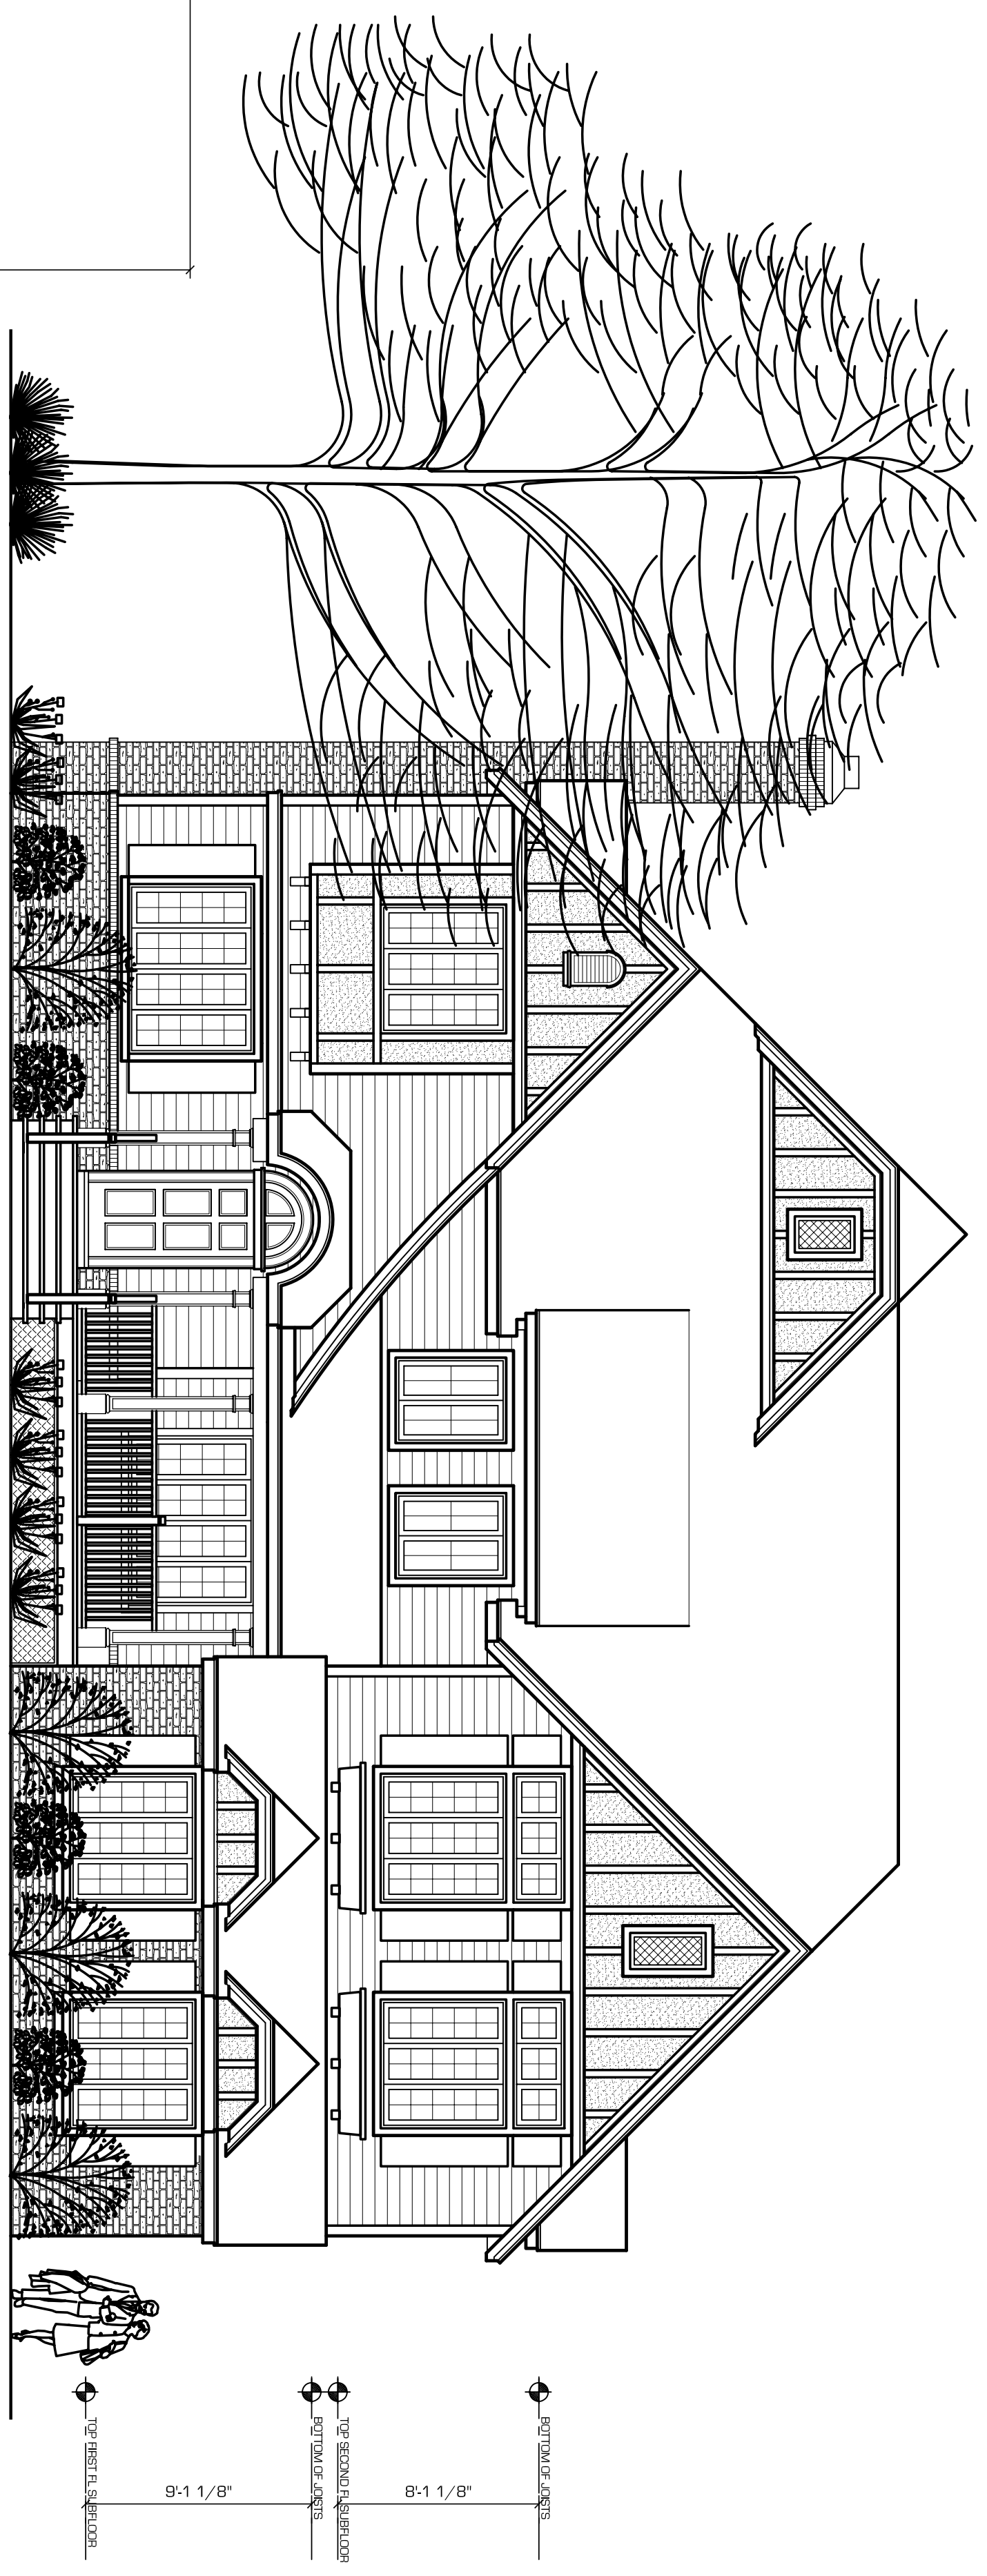 BOTTOM OF JOISTS
8'-1 1/8"
TOP SECOND FL SUBFLOOR
BOTTOM OF JOISTS
9'-1 1/8"
TOP FIRST FL SUBFLOOR